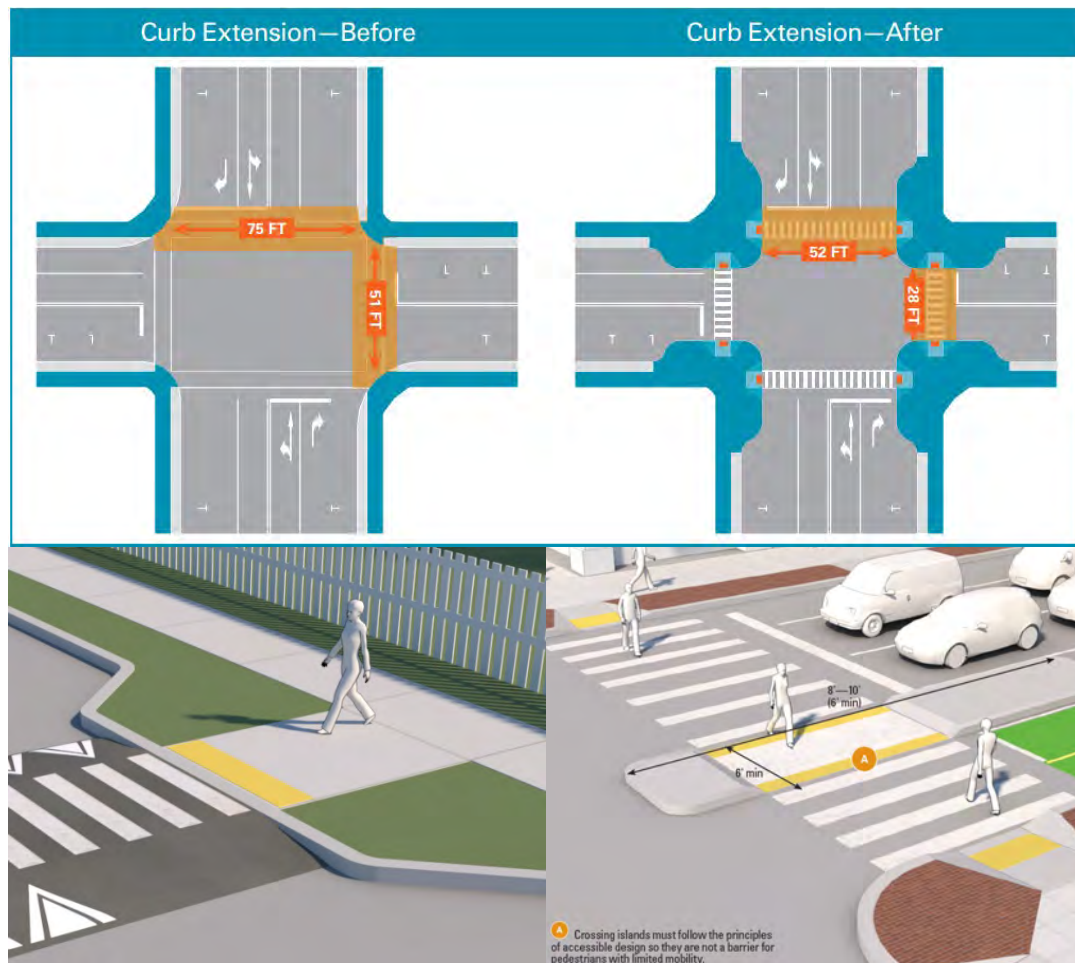 Curb Extension—Before
Curb Extension—After
75 FT
51 FT
52 FT
28 FT
8'—10'
(6' min)
6' min
A
A Crossing islands must follow the principles
of accessible design so they are not a barrier for
pedestrians with limited mobility.